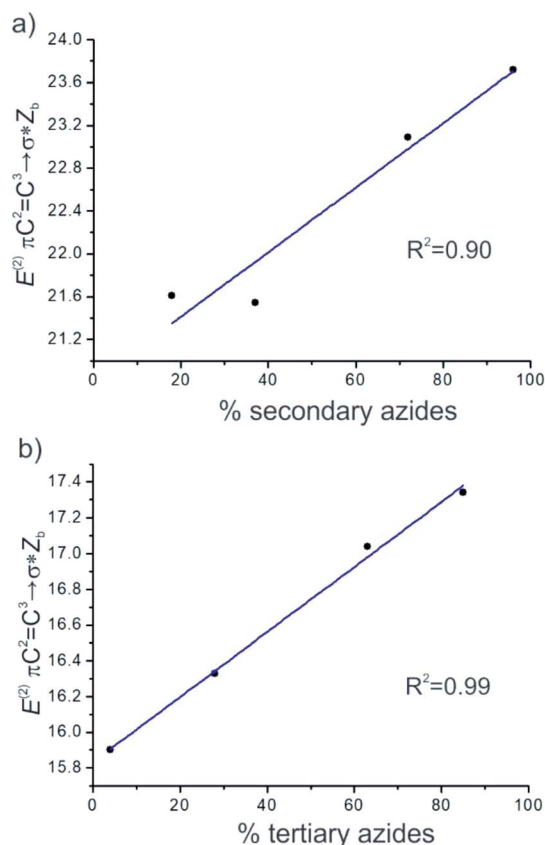 a)
24.0
23.6
23.2
22.8
22.4
22.0
21.6
21.2
E⁽²⁾ πC²=C³→σ*Z_b
R²=0.90
0 20 40 60 80 100
% secondary azides
b)
17.4
17.2
17.0
16.8
16.6
16.4
16.2
16.0
15.8
E⁽²⁾ πC²=C³→σ*Z_b
R²=0.99
0 20 40 60 80 100
% tertiary azides